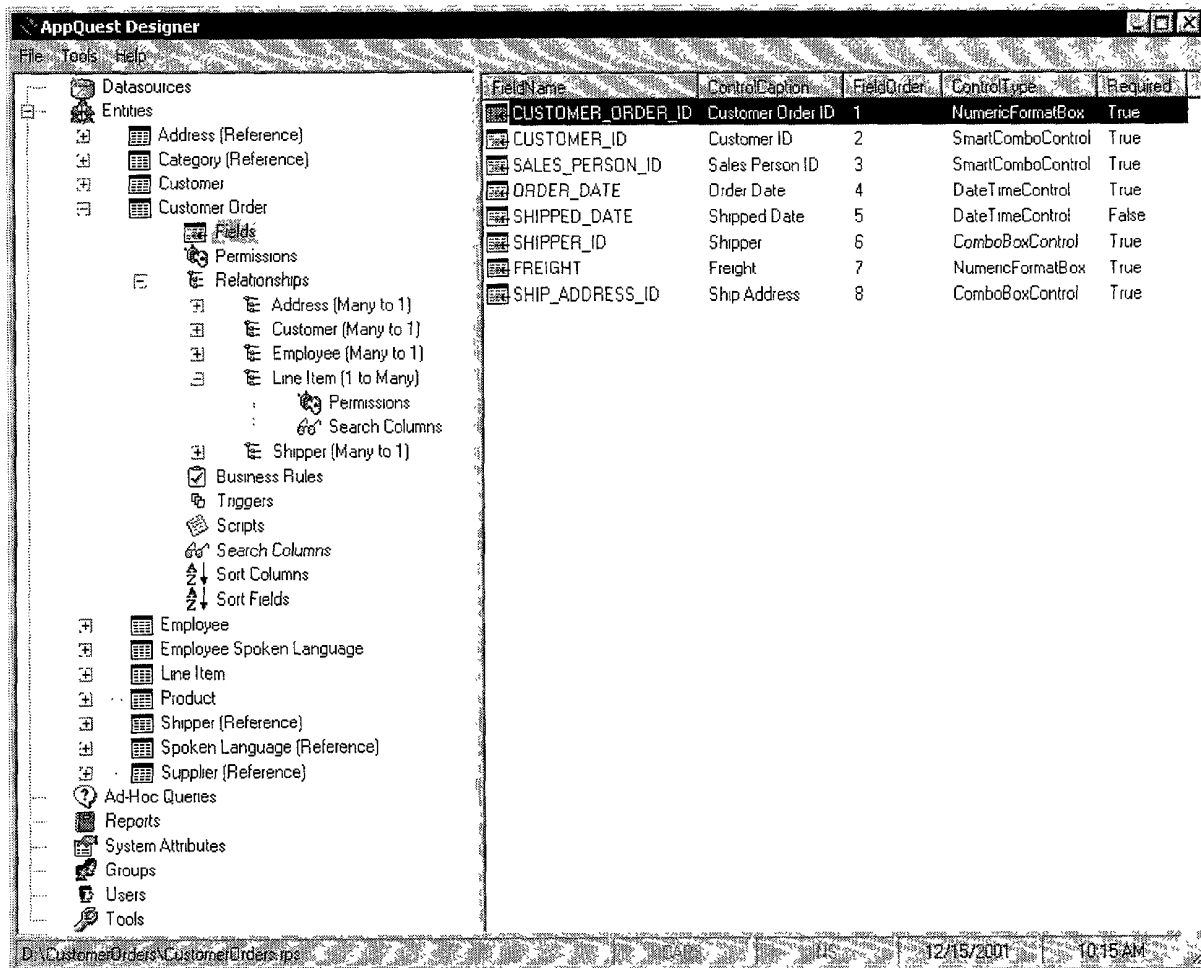 AppQuest Designer
File Tools Help
Datasources
Entities
Address (Reference)
Category (Reference)
Customer
Customer Order
Fields
Permissions
Relationships
Address (Many to 1)
Customer (Many to 1)
Employee (Many to 1)
Line Item (1 to Many)
Permissions
Search Columns
Shipper (Many to 1)
Business Rules
Triggers
Scripts
Search Columns
Sort Columns
Sort Fields
Employee
Employee Spoken Language
Line Item
Product
Shipper (Reference)
Spoken Language (Reference)
Supplier (Reference)
Ad-Hoc Queries
Reports
System Attributes
Groups
Users
Tools
FieldName ControlCaption FieldOrder ControlType Required
CUSTOMER_ORDER_ID Customer Order ID 1 NumericFormatBox True
CUSTOMER_ID Customer ID 2 SmartComboControl True
SALES_PERSON_ID Sales Person ID 3 SmartComboControl True
ORDER_DATE Order Date 4 DateTimeControl True
SHIPPED_DATE Shipped Date 5 DateTimeControl False
SHIPPER_ID Shipper 6 ComboBoxControl True
FREIGHT Freight 7 NumericFormatBox True
SHIP_ADDRESS_ID Ship Address 8 ComboBoxControl True
D:\CustomerOrders\CustomerOrders.rps CAPS INS 12/15/2001 10:15 AM